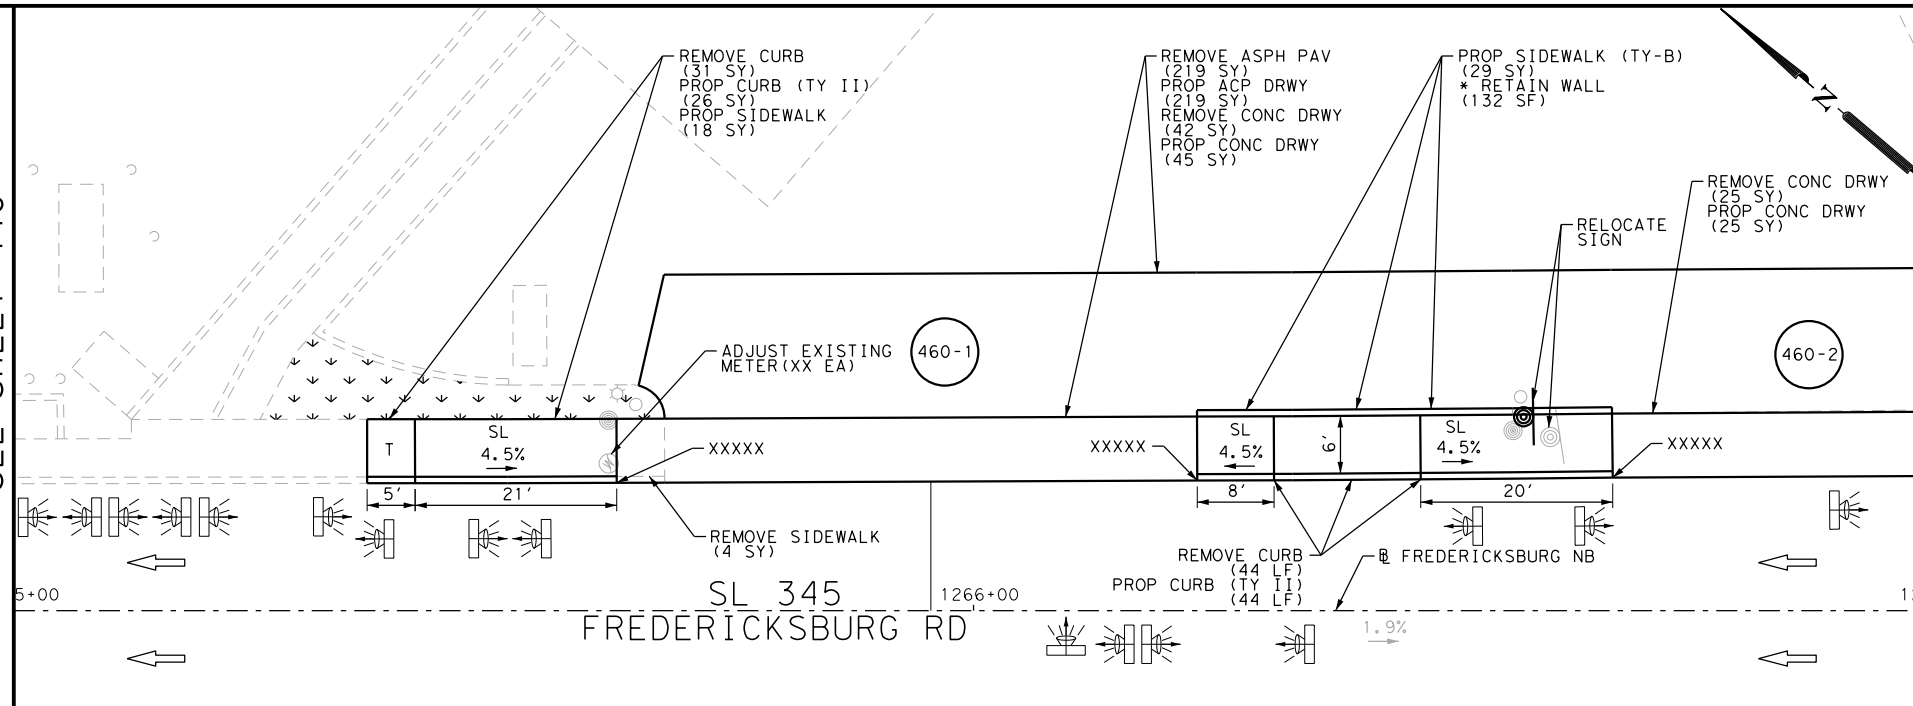 REMOVE CURB
(31 SY)
PROP CURB (TY II)
(26 SY)
PROP SIDEWALK
(18 SY)
REMOVE ASPH PAV
(219 SY)
PROP ACP DRWY
(219 SY)
REMOVE CONC DRWY
(42 SY)
PROP CONC DRWY
(45 SY)
PROP SIDEWALK (TY-B)
(29 SY)
* RETAIN WALL
(132 SF)
N
REMOVE CONC DRWY
(25 SY)
PROP CONC DRWY
(25 SY)
RELOCATE
SIGN
ADJUST EXISTING
METER(XX EA)
460-1
460-2
T
SL
4.5%
XXXXX
XXXXX
SL
4.5%
6'
SL
4.5%
XXXXX
5'
21'
8'
20'
REMOVE SIDEWALK
(4 SY)
REMOVE CURB
(44 LF)
PROP CURB (TY II)
(44 LF)
BL FREDERICKSBURG NB
5+00
SL 345
1266+00
FREDERICKSBURG RD
1.9%